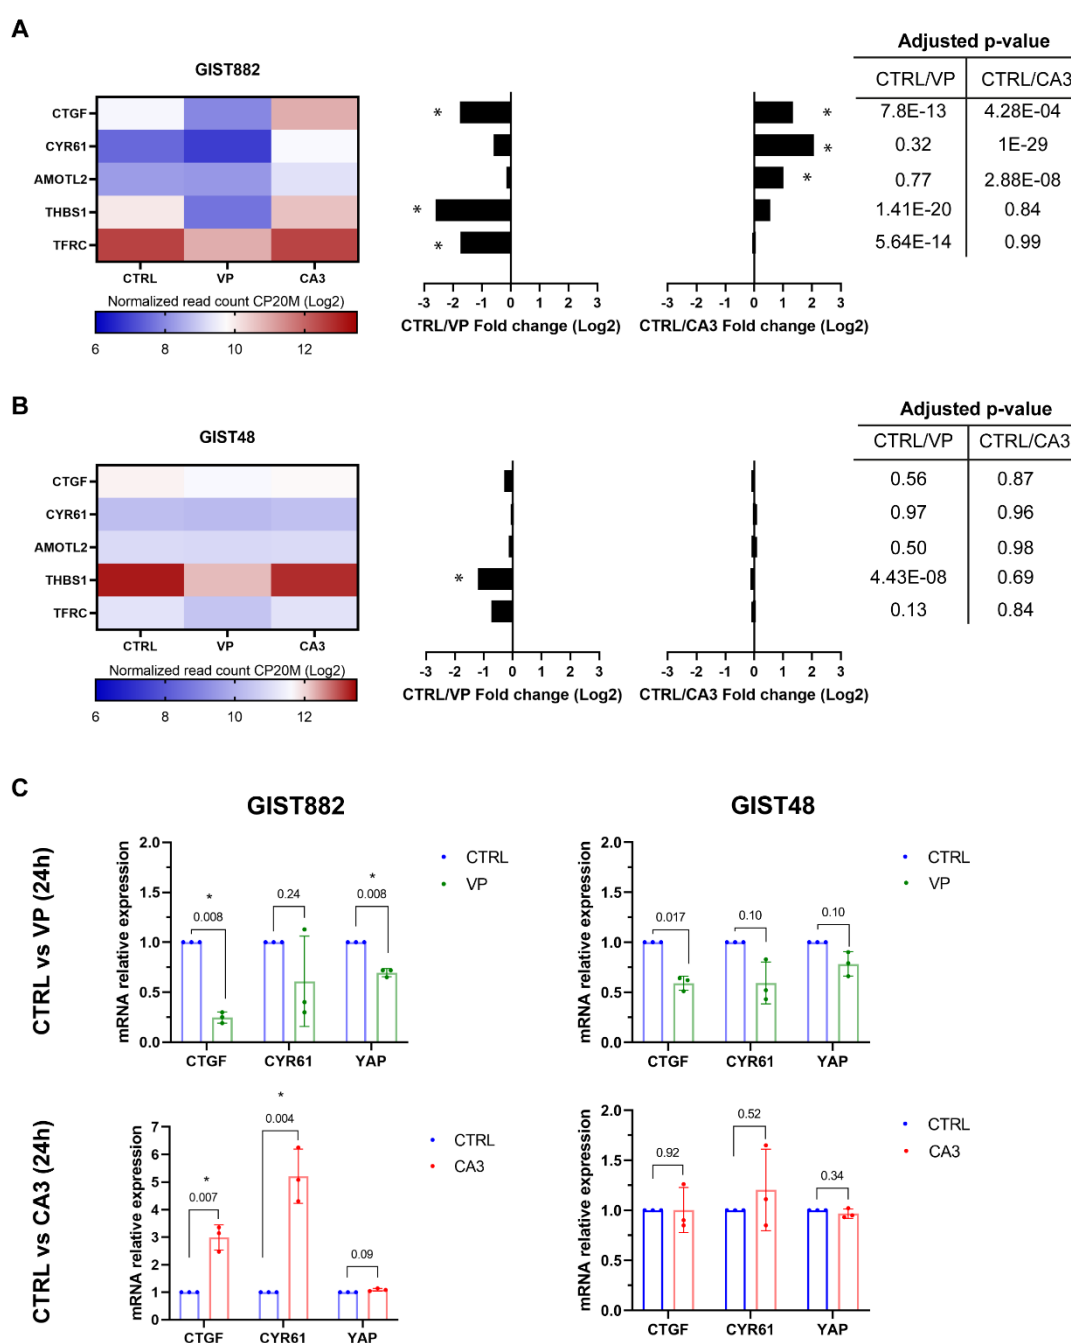 A
GIST882
CTGF
CYR61
AMOTL2
THBS1
TFRC
CTRL VP CA3
Normalized read count CP20M (Log2)
6 8 10 12
* * * 
-3 -2 -1 0 1 2 3
CTRL/VP Fold change (Log2)
* * *
-3 -2 -1 0 1 2 3
CTRL/CA3 Fold change (Log2)
Adjusted p-value
CTRL/VP CTRL/CA3
7.8E-13 4.28E-04
0.32 1E-29
0.77 2.88E-08
1.41E-20 0.84
5.64E-14 0.99
B
GIST48
CTGF
CYR61
AMOTL2
THBS1
TFRC
CTRL VP CA3
Normalized read count CP20M (Log2)
6 8 10 12
*
-3 -2 -1 0 1 2 3
CTRL/VP Fold change (Log2)
-3 -2 -1 0 1 2 3
CTRL/CA3 Fold change (Log2)
Adjusted p-value
CTRL/VP CTRL/CA3
0.56 0.87
0.97 0.96
0.50 0.98
4.43E-08 0.69
0.13 0.84
C
GIST882
GIST48
CTRL vs VP (24h)
mRNA relative expression
2.0
1.5
1.0
0.5
0.0
* 
0.008
0.24
*
0.008
CTGF CYR61 YAP
CTRL
VP
mRNA relative expression
2.0
1.5
1.0
0.5
0.0
0.017
0.10
0.10
CTGF CYR61 YAP
CTRL
VP
CTRL vs CA3 (24h)
mRNA relative expression
7
6
5
4
3
2
1
0
*
0.007
*
0.004
0.09
CTGF CYR61 YAP
CTRL
CA3
mRNA relative expression
2.0
1.5
1.0
0.5
0.0
0.92
0.52
0.34
CTGF CYR61 YAP
CTRL
CA3